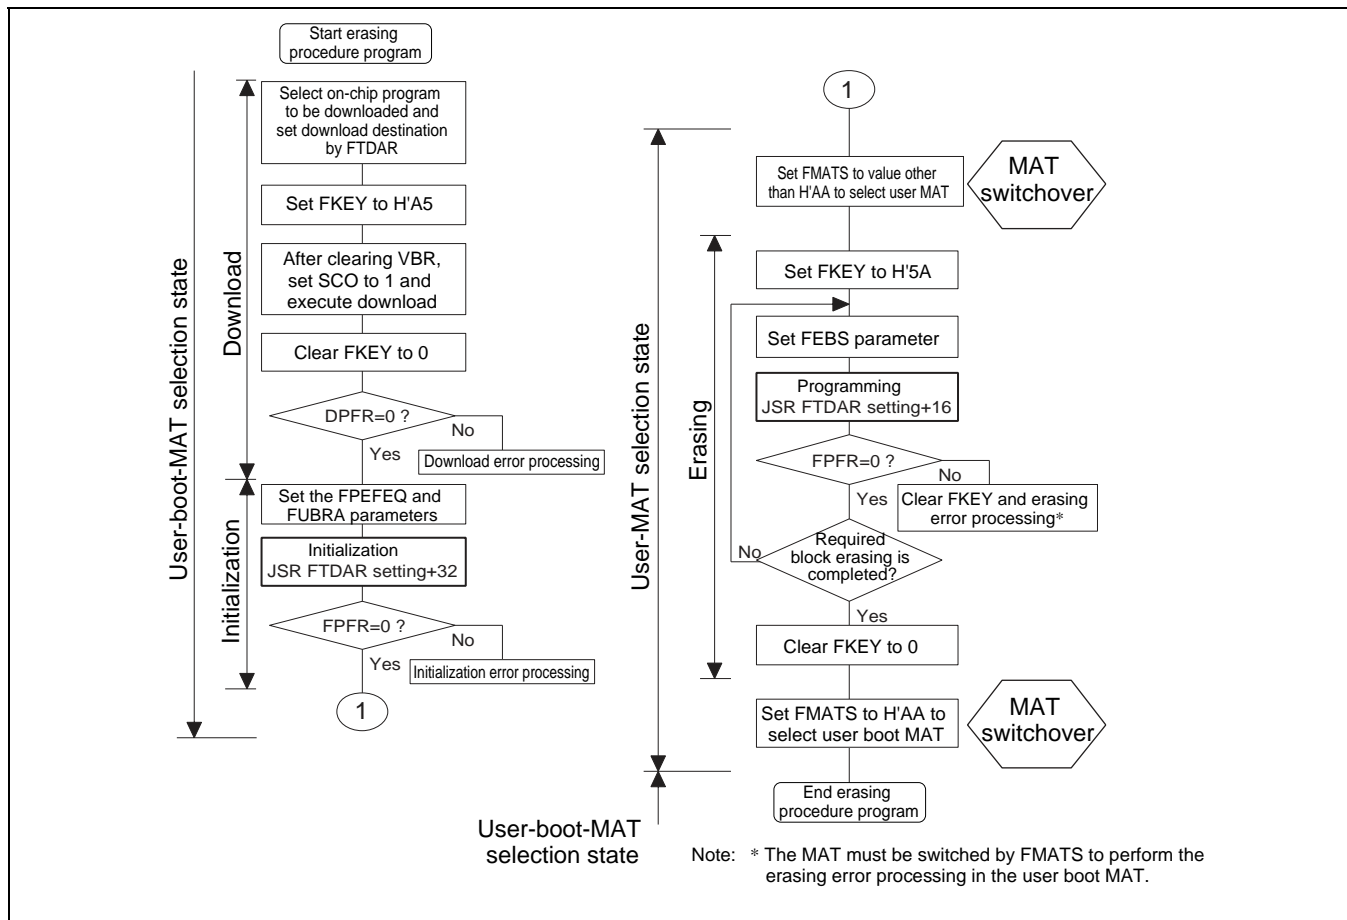 Start erasing
procedure program
User-boot-MAT selection state
Download
Select on-chip program
to be downloaded and
set download destination
by FTDAR
Set FKEY to H'A5
After clearing VBR,
set SCO to 1 and
execute download
Clear FKEY to 0
DPFR=0 ?
No
Yes
Download error processing
Initialization
Set the FPEFEQ and
FUBRA parameters
Initialization
JSR FTDAR setting+32
FPFR=0 ?
No
Yes
Initialization error processing
1
1
User-MAT selection state
Set FMATS to value other
than H'AA to select user MAT
MAT
switchover
Erasing
Set FKEY to H'5A
Set FEBS parameter
Programming
JSR FTDAR setting+16
FPFR=0 ?
No
Yes
Clear FKEY and erasing
error processing*
Required
block erasing is
completed?
No
Yes
Clear FKEY to 0
Set FMATS to H'AA to
select user boot MAT
MAT
switchover
End erasing
procedure program
User-boot-MAT
selection state
Note: * The MAT must be switched by FMATS to perform the
erasing error processing in the user boot MAT.